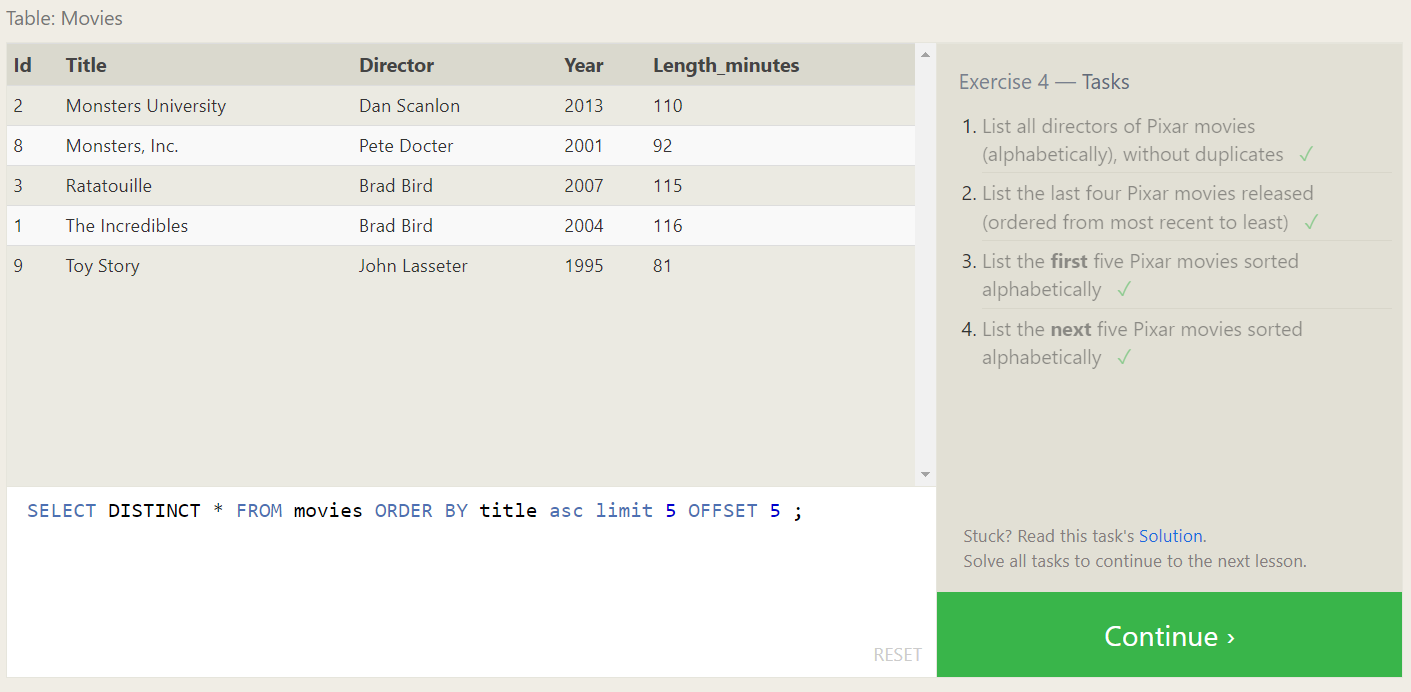 Table: Movies
Id Title Director Year Length_minutes
2 Monsters University Dan Scanlon 2013 110
8 Monsters, Inc. Pete Docter 2001 92
3 Ratatouille Brad Bird 2007 115
1 The Incredibles Brad Bird 2004 116
9 Toy Story John Lasseter 1995 81
SELECT DISTINCT * FROM movies ORDER BY title asc limit 5 OFFSET 5 ;
RESET
Exercise 4 — Tasks
1. List all directors of Pixar movies
(alphabetically), without duplicates ✓
2. List the last four Pixar movies released
(ordered from most recent to least) ✓
3. List the first five Pixar movies sorted
alphabetically ✓
4. List the next five Pixar movies sorted
alphabetically ✓
Stuck? Read this task's Solution.
Solve all tasks to continue to the next lesson.
Continue ›